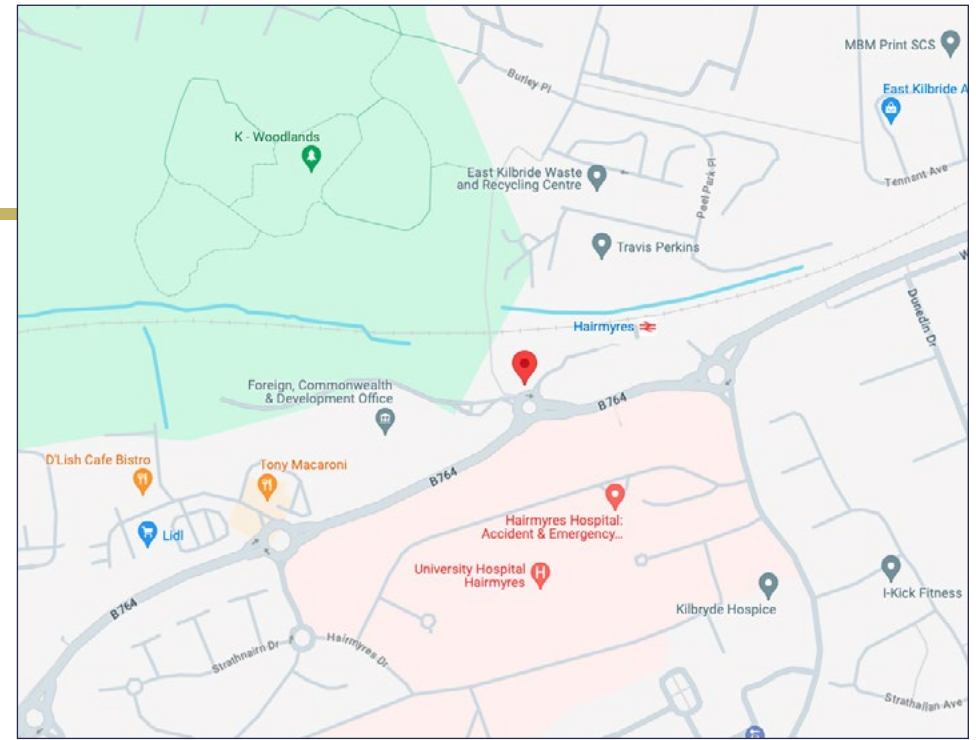 MBM Print SCS
Burley Pl
East Kilbride A
K - Woodlands
East Kilbride Waste
and Recycling Centre
Peel Park Pl
Tennant Ave
Travis Perkins
W
Dunedin Dr
Hairmyres
Foreign, Commonwealth
& Development Office
B764
D'Lish Cafe Bistro
Tony Macaroni
B764
Lidl
Hairmyres Hospital:
Accident & Emergency...
University Hospital
Hairmyres
H
I-Kick Fitness
Kilbryde Hospice
B764
Strathnairn Dr
Hairmyres Dr
Strathallan Ave